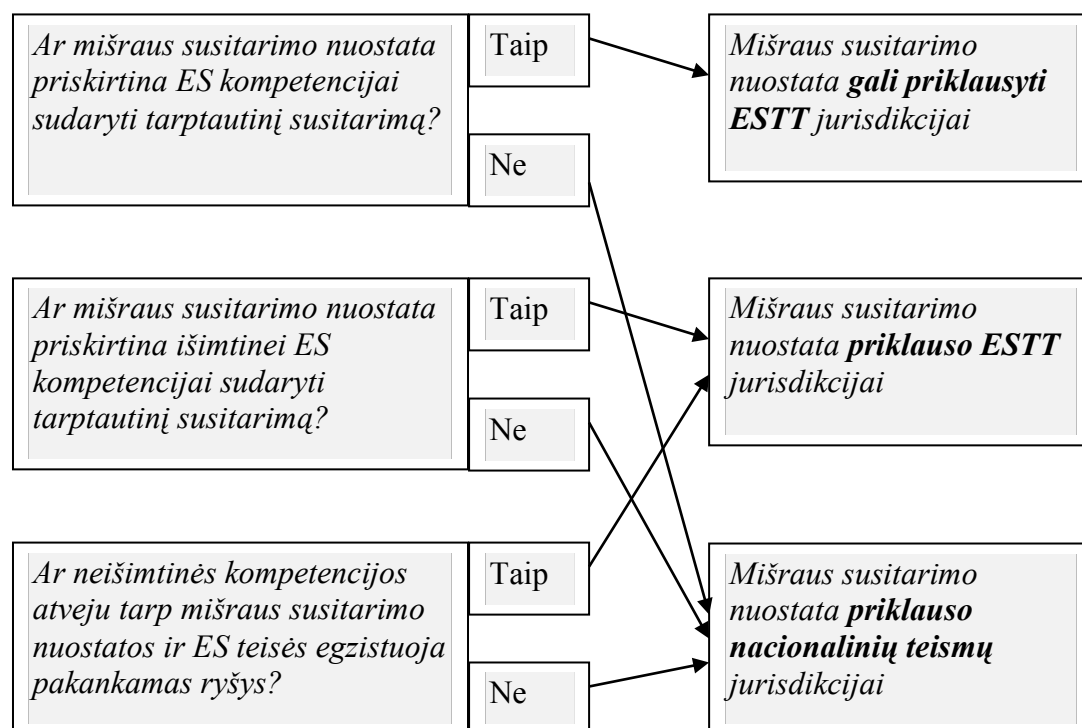 Ar mišraus susitarimo nuostata
priskirtina ES kompetencijai
sudaryti tarptautinį susitarimą?
Taip
Ne
Mišraus susitarimo
nuostata gali priklausyti
ESTT jurisdikcijai
Ar mišraus susitarimo nuostata
priskirtina išimtinei ES
kompetencijai sudaryti
tarptautinį susitarimą?
Taip
Ne
Mišraus susitarimo
nuostata priklauso ESTT
jurisdikcijai
Ar neišimtinės kompetencijos
atveju tarp mišraus susitarimo
nuostatos ir ES teisės egzistuoja
pakankamas ryšys?
Taip
Ne
Mišraus susitarimo
nuostata priklauso
nacionalinių teismų
jurisdikcijai